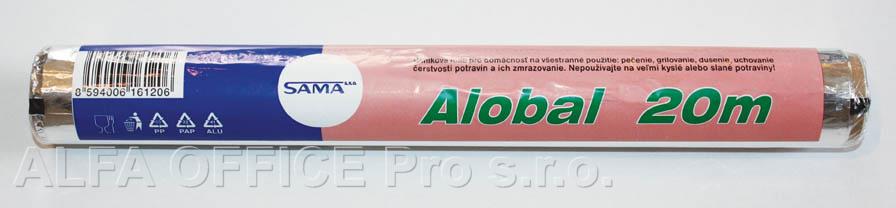 8 594006 161206
PP PAP ALU
SAMA s.r.o.
fólia pre domácnosť na všestranné použitie; pečenie, grilovanie, dusenie, uchovanie
čerstvosti potravín a ich zmrazovanie. Nepoužívajte na veľmi kyslé alebo slané potraviny!
Alobal 20m
ALFA OFFICE Pro s.r.o.